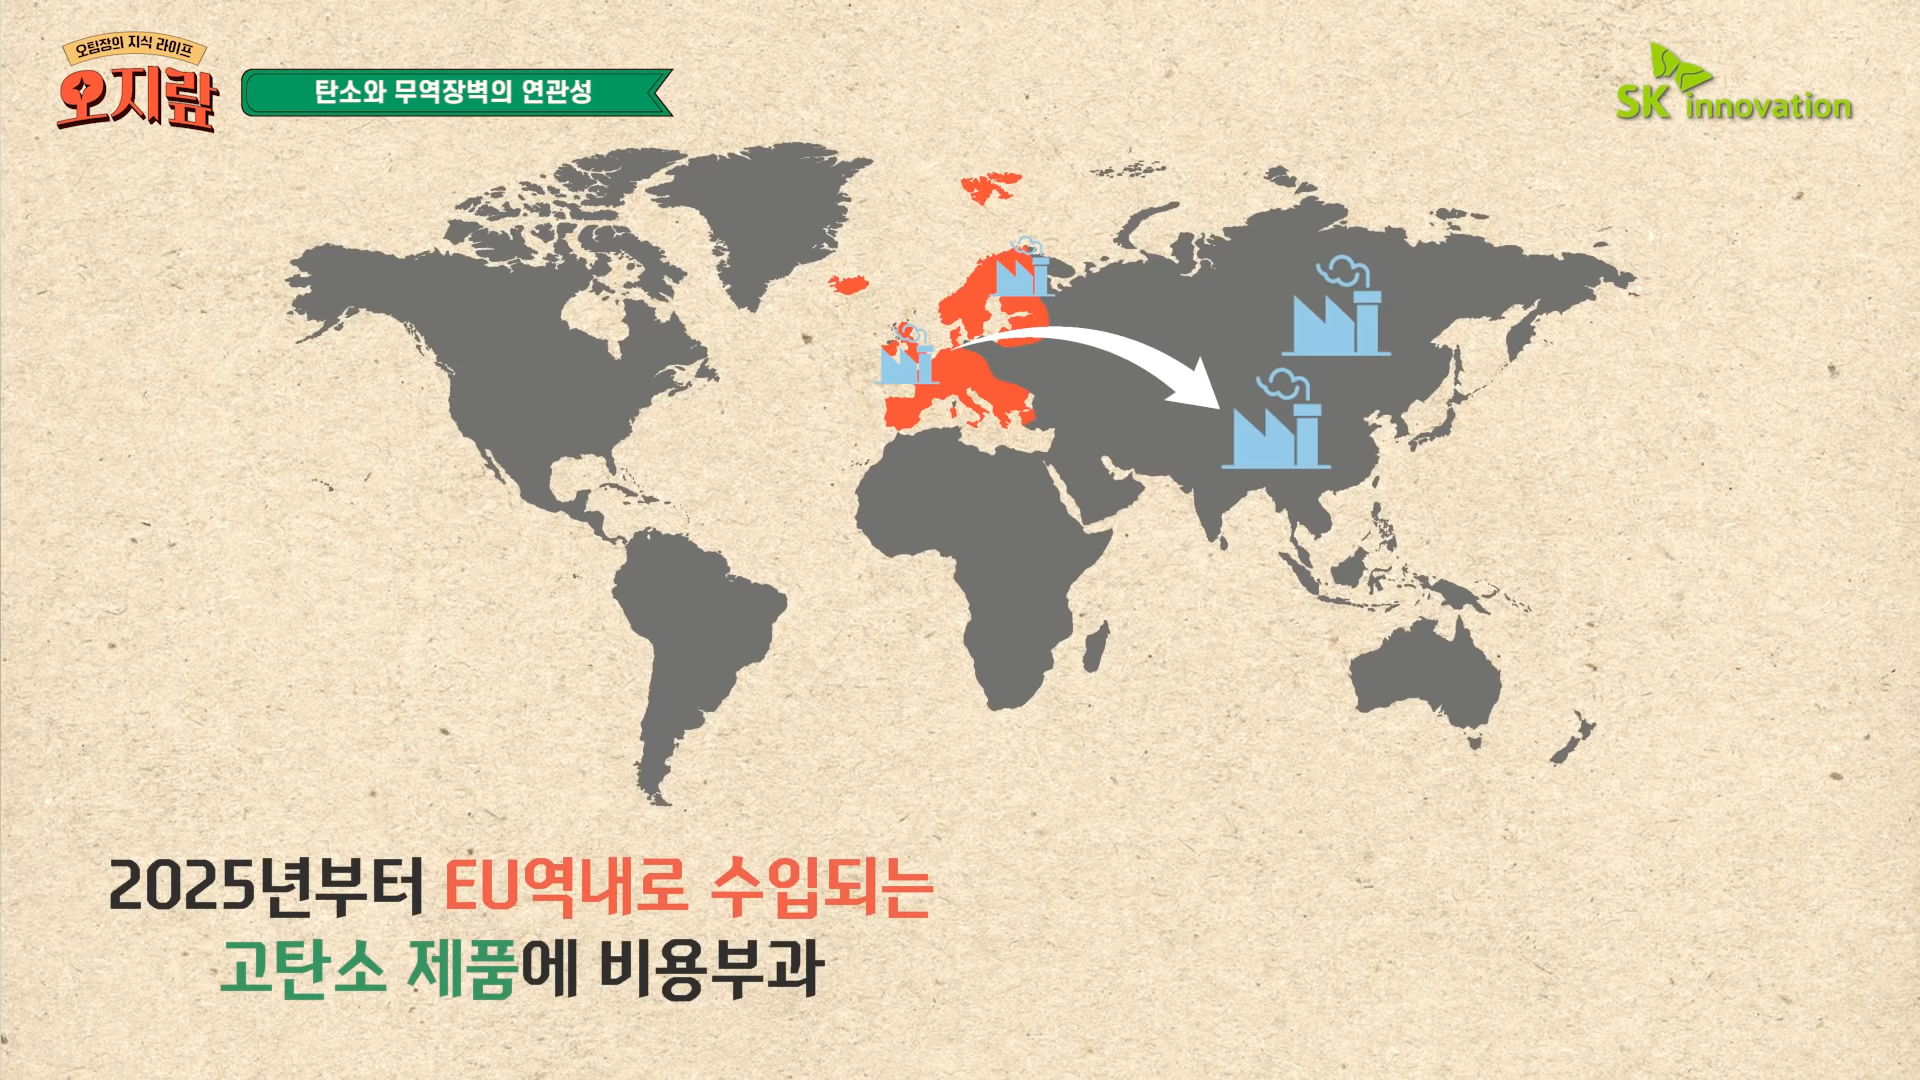 오팀장의 지식 라이프
오지랖
탄소와 무역장벽의 연관성
SK innovation
2025년부터 EU역내로 수입되는
고탄소 제품에 비용부과